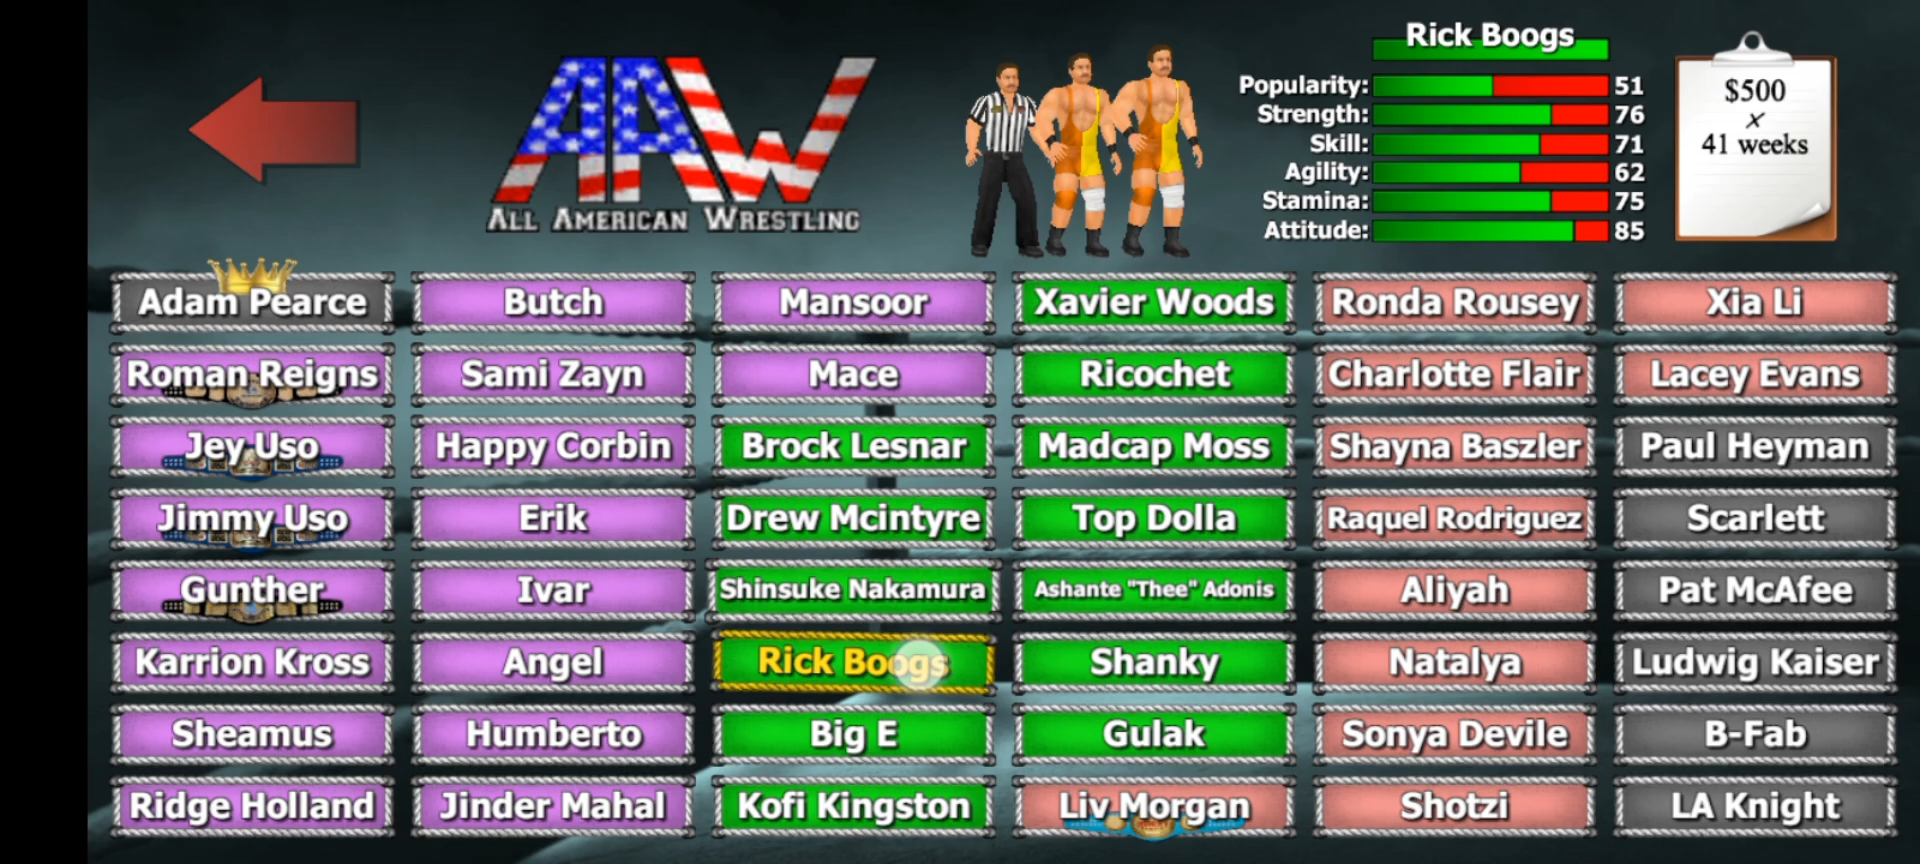 AAW
ALL AMERICAN WRESTLING
Rick Boogs
Popularity: 51
Strength: 76
Skill: 71
Agility: 62
Stamina: 75
Attitude: 85
$500
x
41 weeks
Adam Pearce Butch Mansoor Xavier Woods Ronda Rousey Xia Li
Roman Reigns Sami Zayn Mace Ricochet Charlotte Flair Lacey Evans
Jey Uso Happy Corbin Brock Lesnar Madcap Moss Shayna Baszler Paul Heyman
Jimmy Uso Erik Drew Mcintyre Top Dolla Raquel Rodriguez Scarlett
Gunther Ivar Shinsuke Nakamura Ashante "Thee" Adonis Aliyah Pat McAfee
Karrion Kross Angel Rick Boogs Shanky Natalya Ludwig Kaiser
Sheamus Humberto Big E Gulak Sonya Devile B-Fab
Ridge Holland Jinder Mahal Kofi Kingston Liv Morgan Shotzi LA Knight